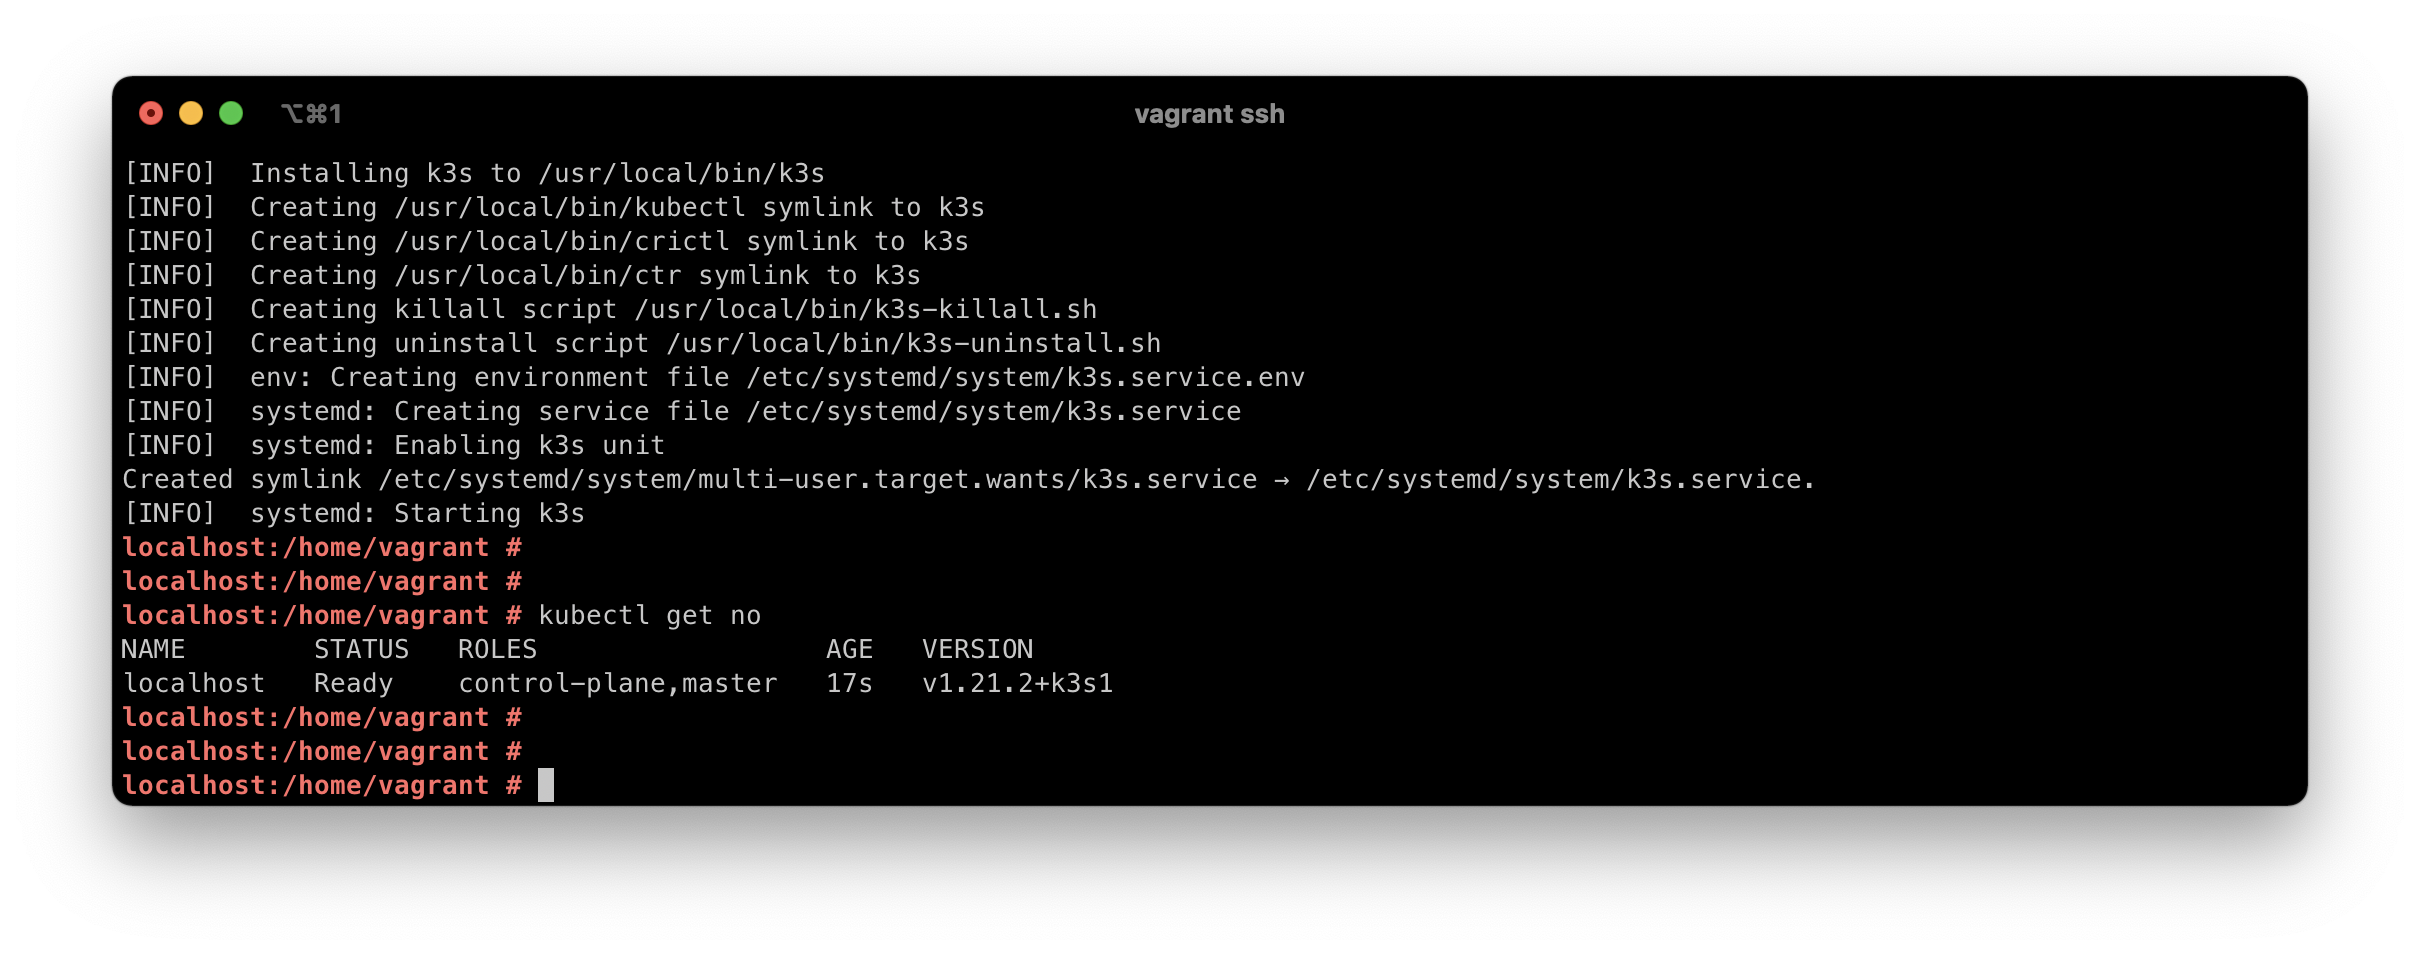 ⌥⌘1
vagrant ssh
[INFO]  Installing k3s to /usr/local/bin/k3s
[INFO]  Creating /usr/local/bin/kubectl symlink to k3s
[INFO]  Creating /usr/local/bin/crictl symlink to k3s
[INFO]  Creating /usr/local/bin/ctr symlink to k3s
[INFO]  Creating killall script /usr/local/bin/k3s-killall.sh
[INFO]  Creating uninstall script /usr/local/bin/k3s-uninstall.sh
[INFO]  env: Creating environment file /etc/systemd/system/k3s.service.env
[INFO]  systemd: Creating service file /etc/systemd/system/k3s.service
[INFO]  systemd: Enabling k3s unit
Created symlink /etc/systemd/system/multi-user.target.wants/k3s.service → /etc/systemd/system/k3s.service.
[INFO]  systemd: Starting k3s
localhost:/home/vagrant #
localhost:/home/vagrant #
localhost:/home/vagrant # kubectl get no
NAME        STATUS   ROLES                  AGE   VERSION
localhost   Ready    control-plane,master   17s   v1.21.2+k3s1
localhost:/home/vagrant #
localhost:/home/vagrant #
localhost:/home/vagrant #